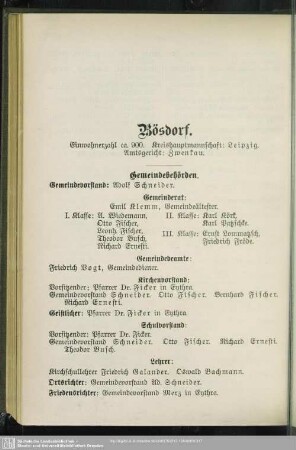 Bösdorf.
Einwohnerzahl ca. 900. Kreishauptmannschaft: Leipzig.
Amtsgericht: Zwenkau.
Gemeindebehörden.
Gemeindevorstand: Adolf Schneider.
Gemeinderat:
Emil Klemm, Gemeindeältester.
I. Klasse: A. Wiedemann,
Otto Fischer,
Leonh. Fischer,
Theodor Busch,
Richard Ernesti.
II. Klasse: Karl Körk,
Karl Petzschke.
III. Klasse: Ernst Lommatzsch,
Friedrich Fröde.
Gemeindebeamte:
Friedrich Vogt, Gemeindediener.
Kirchenvorstand:
Vorsitzender: Pfarrer Dr. Ficker in Eythra.
Gemeindevorstand Schneider. Otto Fischer. Bernhard Fischer.
Richard Ernesti.
Geistlicher: Pfarrer Dr. Ficker in Eythra.
Schulvorstand:
Vorsitzender: Pfarrer Dr. Ficker.
Gemeindevorstand Schneider. Otto Fischer. Richard Ernesti.
Theodor Busch.
Lehrer:
Kirchschullehrer Friedrich Galander. Oswald Bachmann.
Ortsrichter: Gemeindevorstand Ad. Schneider.
Friedensrichter: Gemeindevorstand Merz in Eythra.